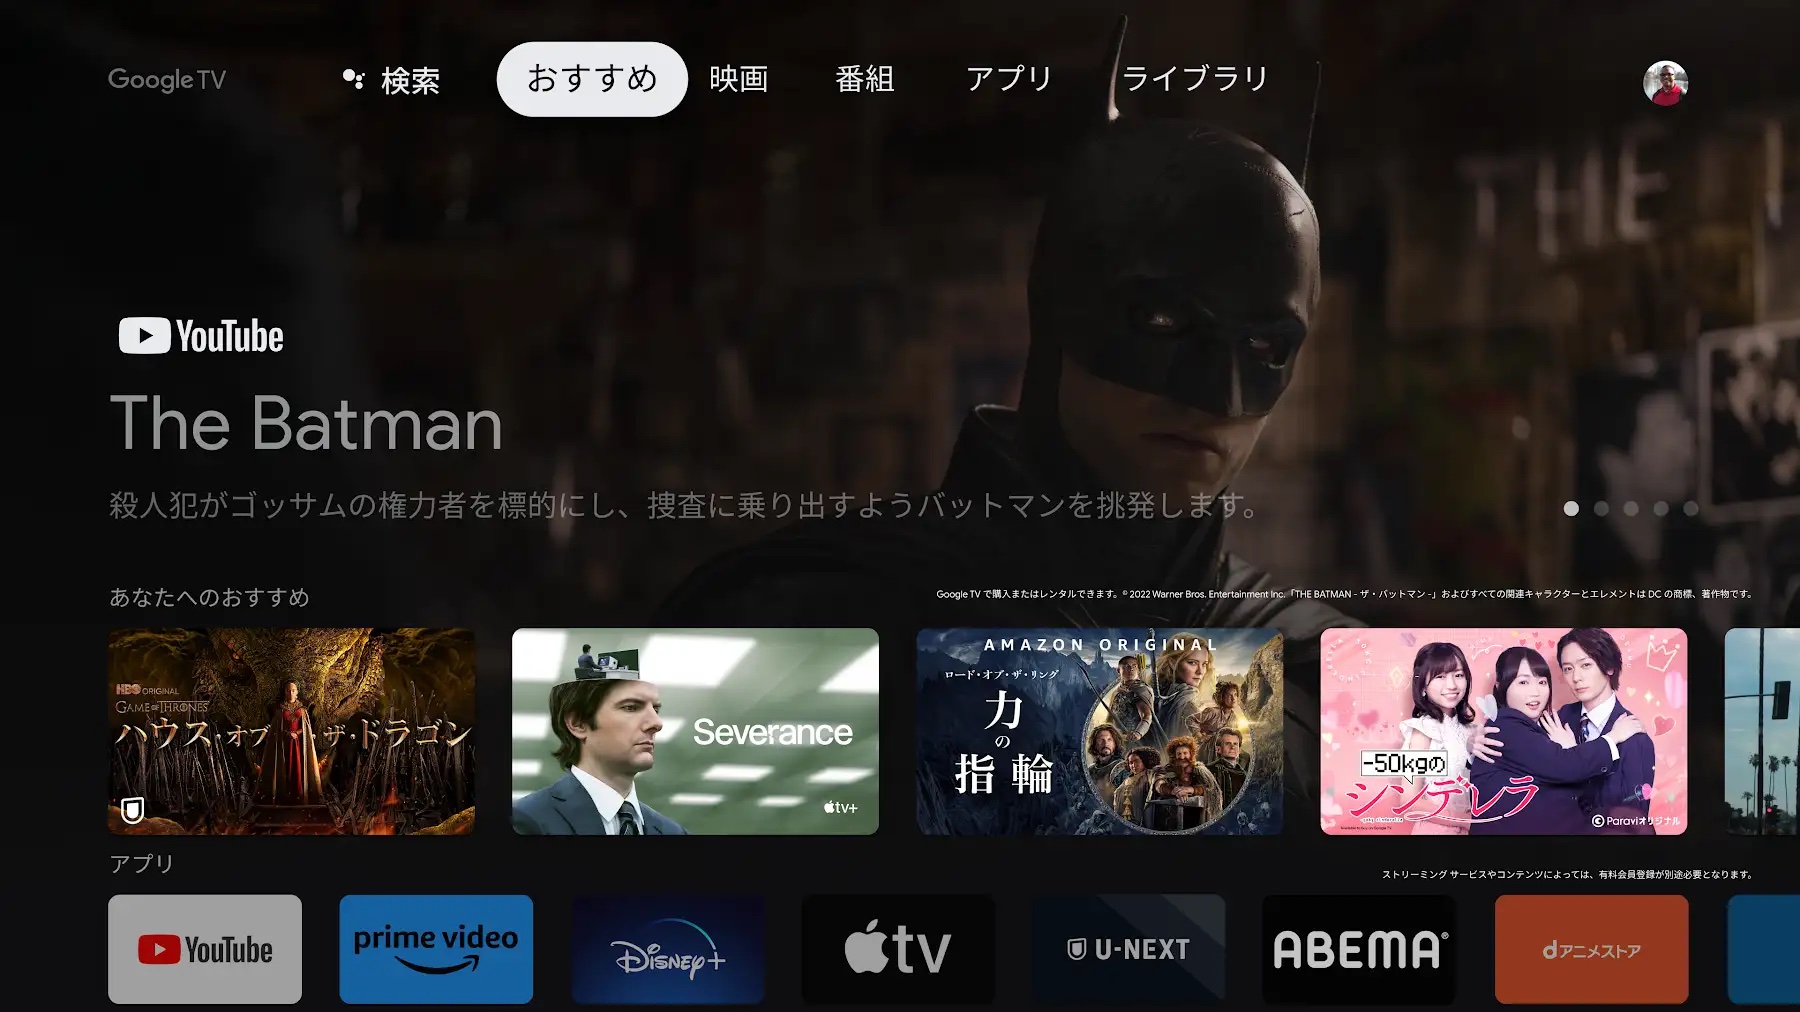 Google TV
検索
おすすめ
映画
番組
アプリ
ライブラリ
THE
YouTube
The Batman
殺人犯がゴッサムの権力者を標的にし、捜査に乗り出すようバットマンを挑発します。
あなたへのおすすめ
Google TV で購入またはレンタルできます。© 2022 Warner Bros. Entertainment Inc.「THE BATMAN - ザ・バットマン -」およびすべての関連キャラクターとエレメントは DC の商標、著作物です。
HBO ORIGINAL
GAME OF THRONES
ハウス・オブ・ザ・ドラゴン
Severance
tv+
AMAZON ORIGINAL
ロード・オブ・ザ・リング
力
の
指輪
-50kgの
シンデレラ
Paraviオリジナル
アプリ
ストリーミング サービスやコンテンツによっては、有料会員登録が別途必要となります。
YouTube
prime video
Disney+
tv
U-NEXT
ABEMA®
dアニメストア